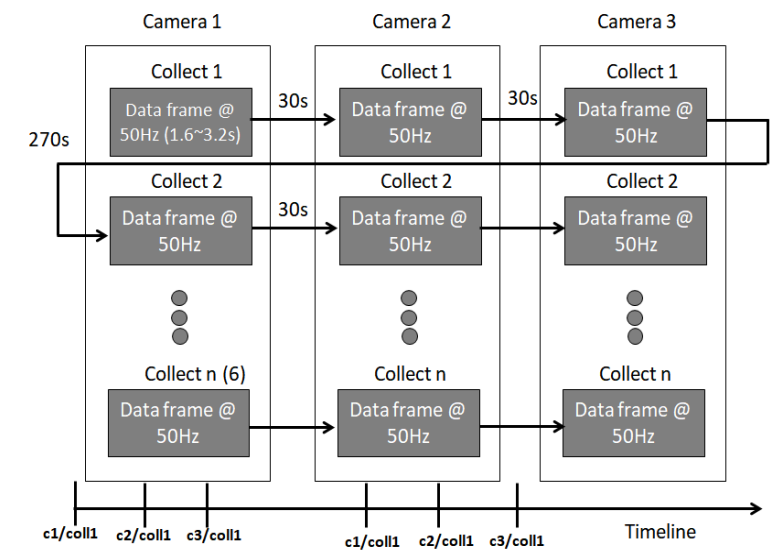 Camera 1
Camera 2
Camera 3
Collect 1
Collect 1
Collect 1
Data frame @
50Hz (1.6~3.2s)
30s
Data frame @
50Hz
30s
Data frame @
50Hz
270s
Collect 2
Collect 2
Collect 2
Data frame @
50Hz
30s
Data frame @
50Hz
Data frame @
50Hz
Collect n (6)
Collect n
Collect n
Data frame @
50Hz
Data frame @
50Hz
Data frame @
50Hz
c1/coll1
c2/coll1
c3/coll1
c1/coll1
c2/coll1
c3/coll1
Timeline